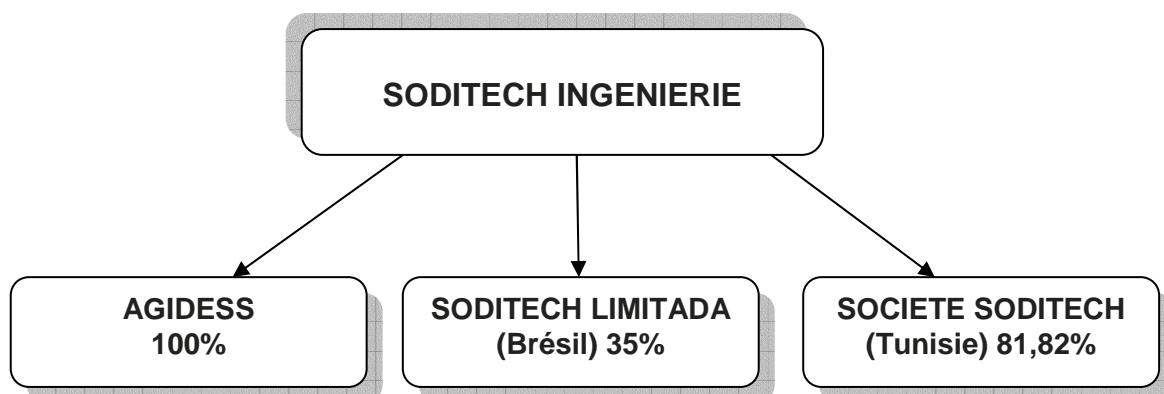 SODITECH INGENIERIE
AGIDESS
100%
SODITECH LIMITADA
(Brésil) 35%
SOCIETE SODITECH
(Tunisie) 81,82%